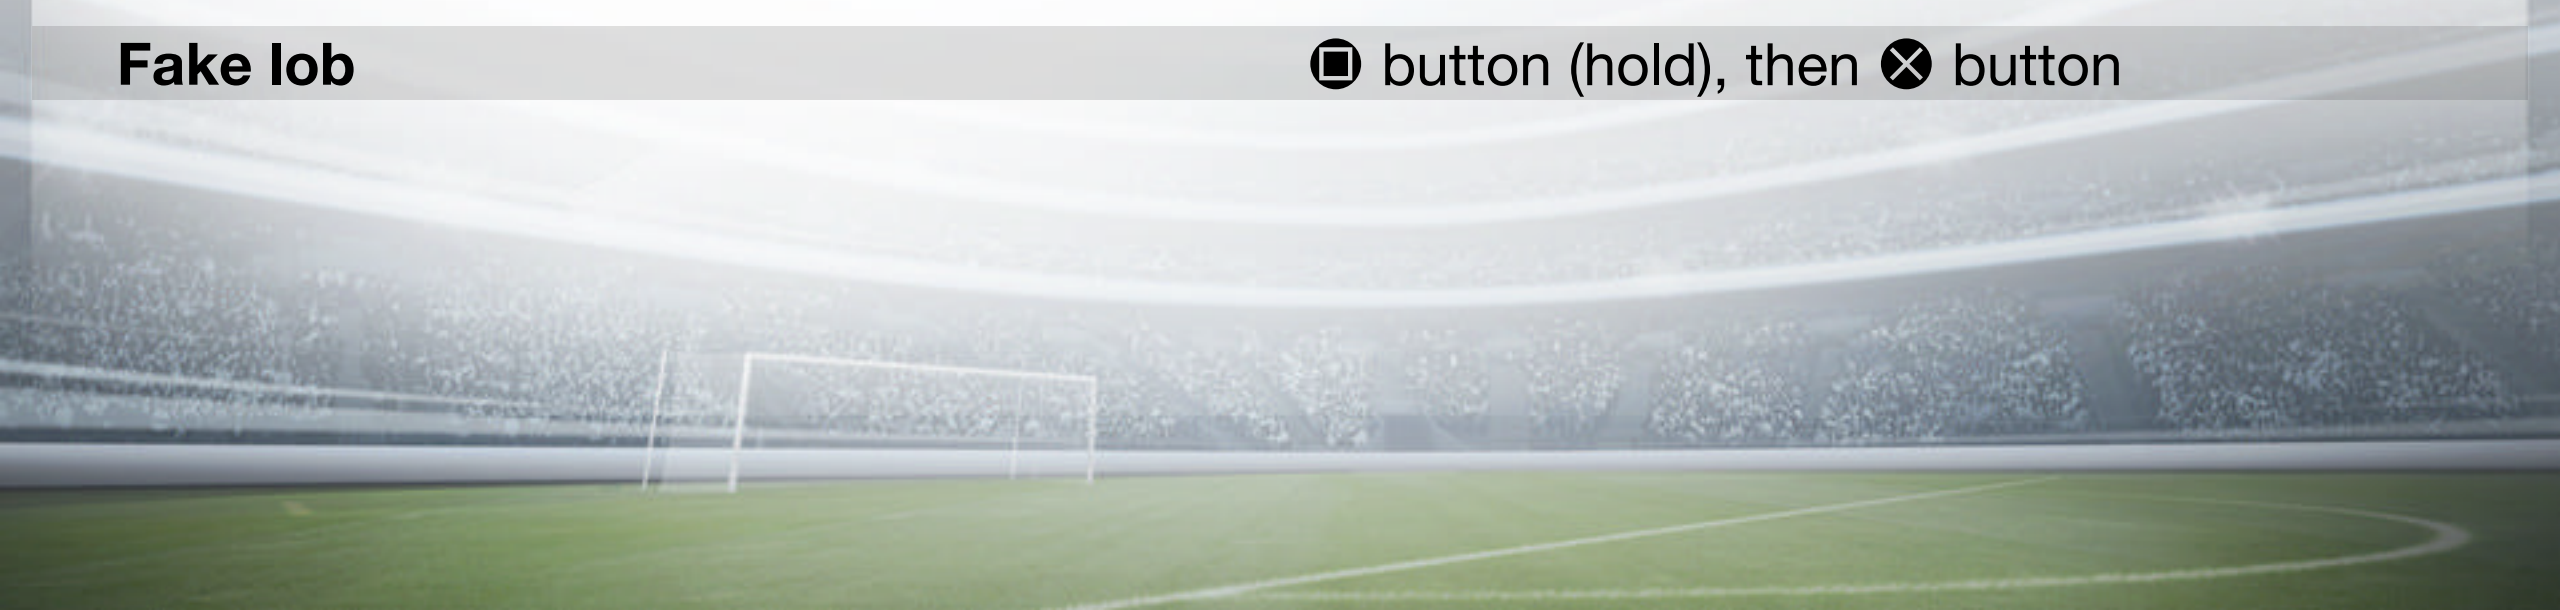 Fake lob □ button (hold), then ✕ button